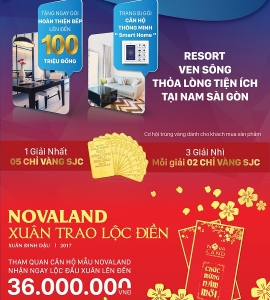 TẶNG NGAY GÓI
HOÀN THIỆN BẾP
LÊN ĐẾN
100
TRIỆU ĐỒNG
TRANG BỊ GÓI
CĂN HỘ
THÔNG MINH
"Smart Home"
RESORT
VEN SÔNG
THỎA LÒNG TIỆN ÍCH
TẠI NAM SÀI GÒN
Cơ hội trúng vàng dành cho khách mua sản phẩm
1 Giải Nhất
05 CHỈ VÀNG SJC
3 Giải Nhì
Mỗi giải 02 CHỈ VÀNG SJC
NOVALAND
XUÂN TRAO LỘC ĐIỀN
XUÂN ĐINH DẬU | 2017
THAM QUAN CĂN HỘ MẪU NOVALAND
NHẬN NGAY LỘC ĐẦU XUÂN LÊN ĐẾN
36.000.000 VNĐ
NOVALAND
CHÚC
MỪNG
NĂM
MỚI